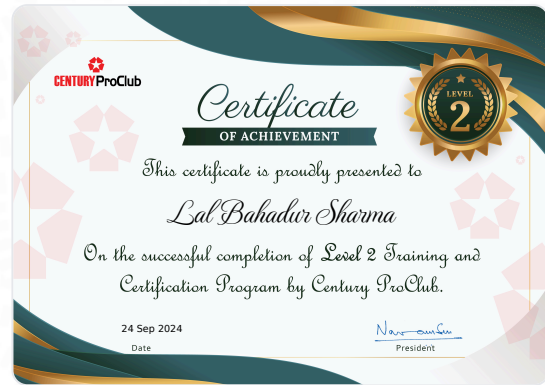 CENTURY ProClub
Certificate
OF ACHIEVEMENT
LEVEL
2
This certificate is proudly presented to
Lal Bahadur Sharma
On the successful completion of Level 2 Training and
Certification Program by Century ProClub.
24 Sep 2024
Date
President